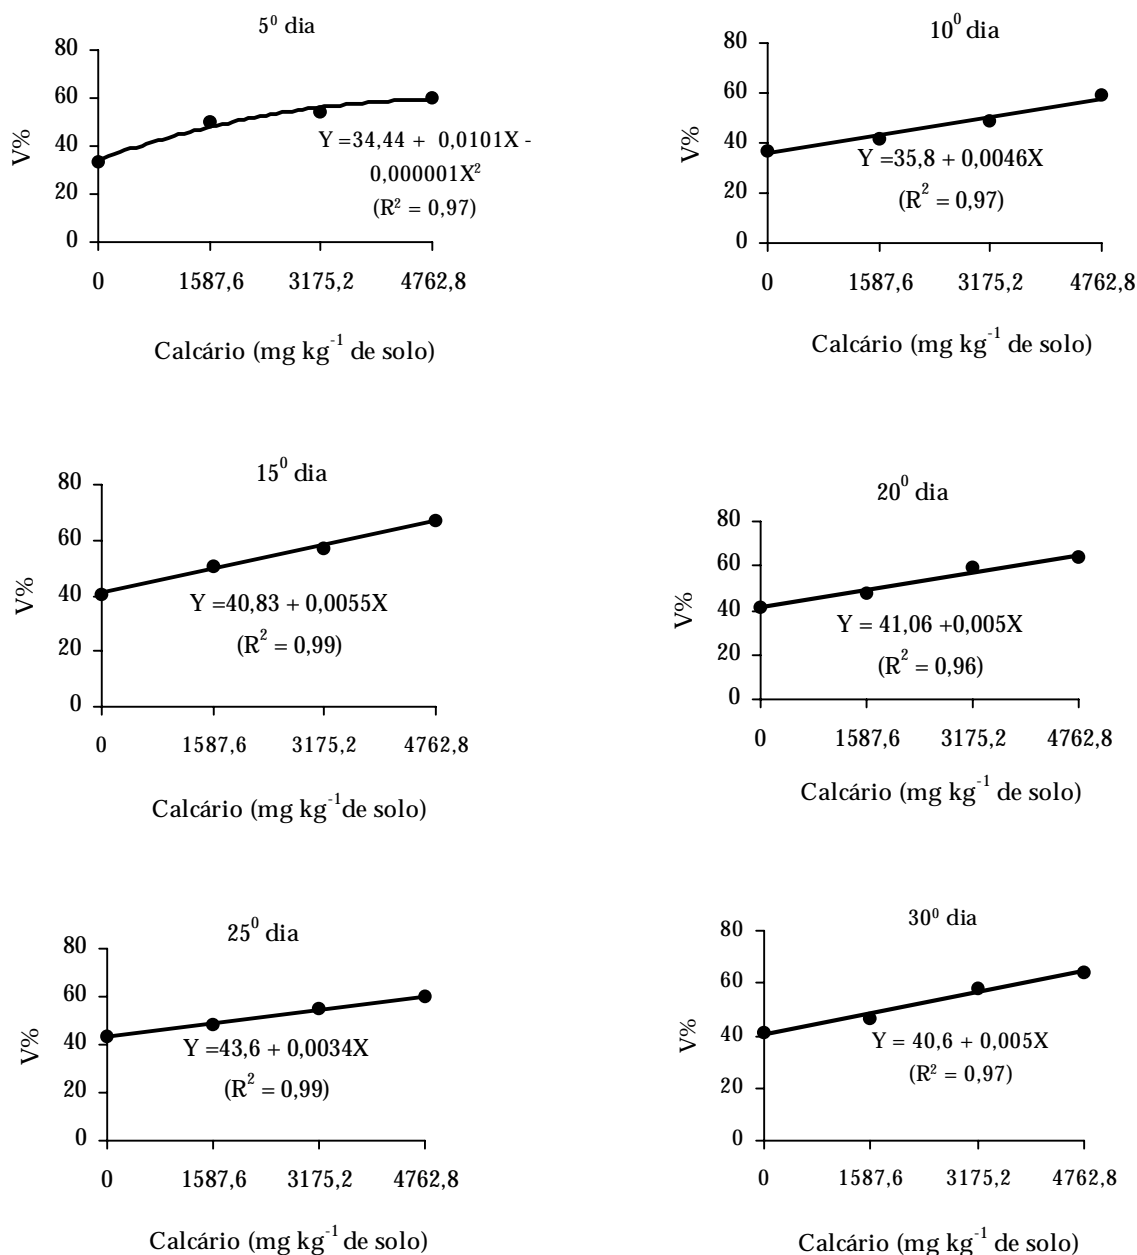 5⁰ dia
80
60
40
20
0
V%
Y =34,44 + 0,0101X -
0,000001X²
(R² = 0,97)
0 1587,6 3175,2 4762,8
Calcário (mg kg⁻¹ de solo)
10⁰ dia
80
60
40
20
0
V%
Y =35,8 + 0,0046X
(R² = 0,97)
0 1587,6 3175,2 4762,8
Calcário (mg kg⁻¹ de solo)
15⁰ dia
80
60
40
20
0
V%
Y =40,83 + 0,0055X
(R² = 0,99)
0 1587,6 3175,2 4762,8
Calcário (mg kg⁻¹de solo)
20⁰ dia
80
60
40
20
0
V%
Y = 41,06 +0,005X
(R² = 0,96)
0 1587,6 3175,2 4762,8
Calcário (mg kg⁻¹ de solo)
25⁰ dia
80
60
40
20
0
V%
Y =43,6 + 0,0034X
(R² = 0,99)
0 1587,6 3175,2 4762,8
Calcário (mg kg⁻¹ de solo)
30⁰ dia
80
60
40
20
0
V%
Y = 40,6 + 0,005X
(R² = 0,97)
0 1587,6 3175,2 4762,8
Calcário (mg kg⁻¹ de solo)